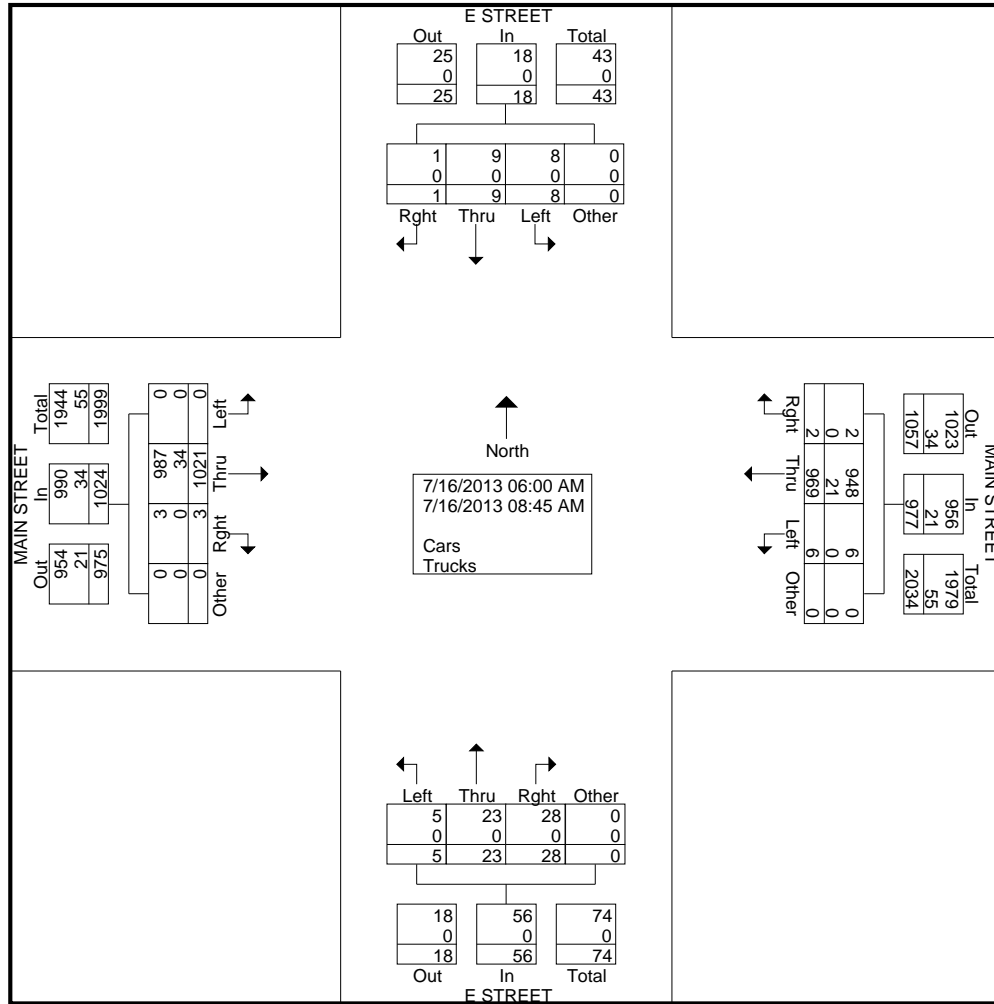 E STREET
Out In Total
25 18 43
0 0 0
25 18 43
1 9 8 0
0 0 0 0
1 9 8 0
Rght Thru Left Other
MAIN STREET
Total In Out
1944 990 954
55 34 21
1999 1024 975
0 987 3 0
0 34 0 0
0 1021 3 0
Left Thru Rght Other
North
7/16/2013 06:00 AM
7/16/2013 08:45 AM
Cars
Trucks
Rght Thru Left Other
2 948 6 0
0 21 0 0
2 969 6 0
Out In Total
1023 956 1979
34 21 55
1057 977 2034
MAIN STREET
Left Thru Rght Other
5 23 28 0
0 0 0 0
5 23 28 0
18 56 74
0 0 0
18 56 74
Out In Total
E STREET